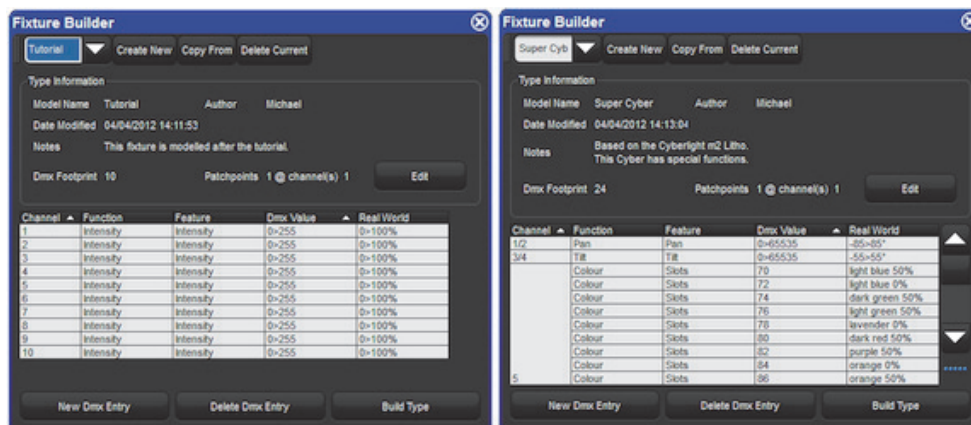 Fixture Builder
Tutorial Create New Copy From Delete Current
Type Information
Model Name Tutorial Author Michael
Date Modified 04/04/2012 14:11:53
Notes This fixture is modelled after the tutorial.
Dmx Footprint 10 Patchpoints 1 @ channel(s) 1 Edit
Channel Function Feature Dmx Value Real World
1 Intensity Intensity 0>255 0>100%
2 Intensity Intensity 0>255 0>100%
3 Intensity Intensity 0>255 0>100%
4 Intensity Intensity 0>255 0>100%
5 Intensity Intensity 0>255 0>100%
6 Intensity Intensity 0>255 0>100%
7 Intensity Intensity 0>255 0>100%
8 Intensity Intensity 0>255 0>100%
9 Intensity Intensity 0>255 0>100%
10 Intensity Intensity 0>255 0>100%
New Dmx Entry Delete Dmx Entry Build Type
Fixture Builder
Super Cyb Create New Copy From Delete Current
Type Information
Model Name Super Cyber Author Michael
Date Modified 04/04/2012 14:13:04
Notes Based on the Cyberlight m2 Litho.
This Cyber has special functions.
Dmx Footprint 24 Patchpoints 1 @ channel(s) 1 Edit
Channel Function Feature Dmx Value Real World
1/2 Pan Pan 0>65535 -85>85°
3/4 Tilt Tilt 0>65535 -55>55°
Colour Slots 70 light blue 50%
Colour Slots 72 light blue 0%
Colour Slots 74 dark green 50%
Colour Slots 76 light green 50%
Colour Slots 78 lavender 0%
Colour Slots 80 dark red 50%
Colour Slots 82 purple 50%
Colour Slots 84 orange 0%
5 Colour Slots 86 orange 50%
New Dmx Entry Delete Dmx Entry Build Type